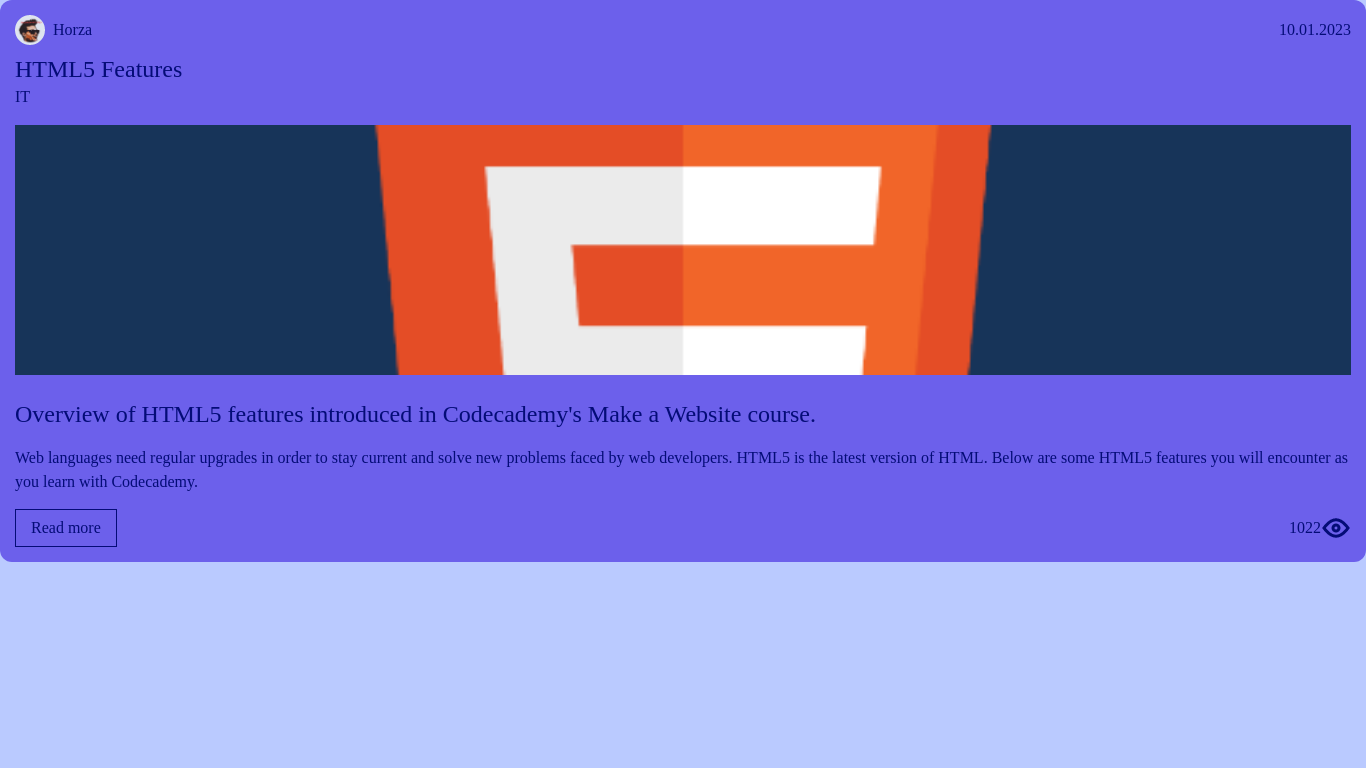 Horza
10.01.2023
HTML5 Features
IT
Overview of HTML5 features introduced in Codecademy's Make a Website course.
Web languages need regular upgrades in order to stay current and solve new problems faced by web developers. HTML5 is the latest version of HTML. Below are some HTML5 features you will encounter as
you learn with Codecademy.
Read more
1022